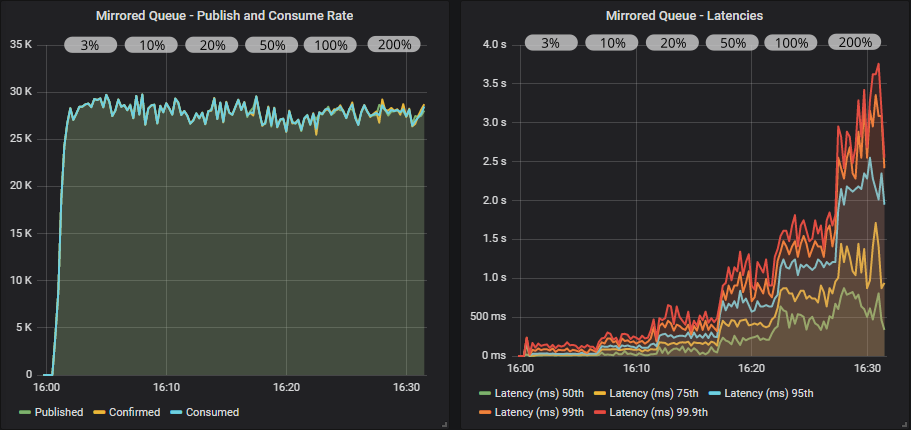 Mirrored Queue - Publish and Consume Rate
35 K
3% 10% 20% 50% 100% 200%
30 K
25 K
20 K
15 K
10 K
5 K
0
16:00 16:10 16:20 16:30
Published Confirmed Consumed
Mirrored Queue - Latencies
4.0 s
3% 10% 20% 50% 100% 200%
3.5 s
3.0 s
2.5 s
2.0 s
1.5 s
1.0 s
500 ms
0 ms
16:00 16:10 16:20 16:30
Latency (ms) 50th Latency (ms) 75th Latency (ms) 95th
Latency (ms) 99th Latency (ms) 99.9th